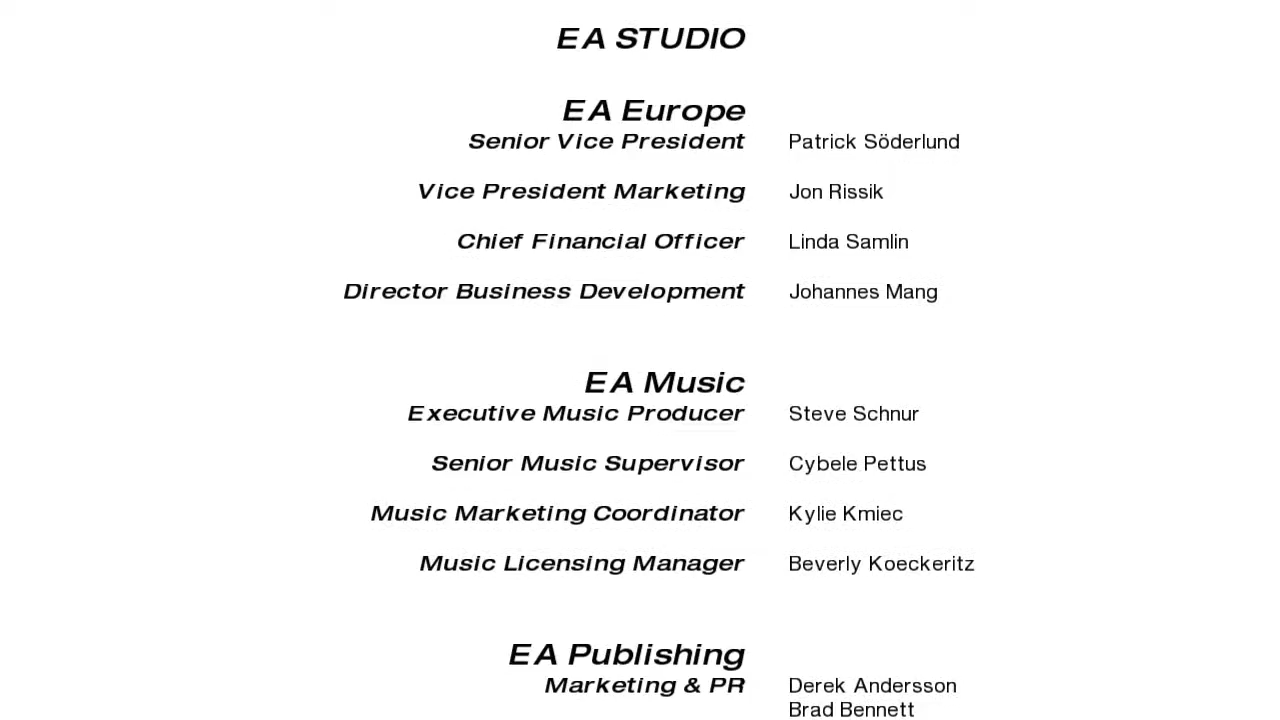 EA STUDIO
EA Europe
Senior Vice President Patrick Söderlund
Vice President Marketing Jon Rissik
Chief Financial Officer Linda Samlin
Director Business Development Johannes Mang
EA Music
Executive Music Producer Steve Schnur
Senior Music Supervisor Cybele Pettus
Music Marketing Coordinator Kylie Kmiec
Music Licensing Manager Beverly Koeckeritz
EA Publishing
Marketing & PR Derek Andersson
Brad Bennett